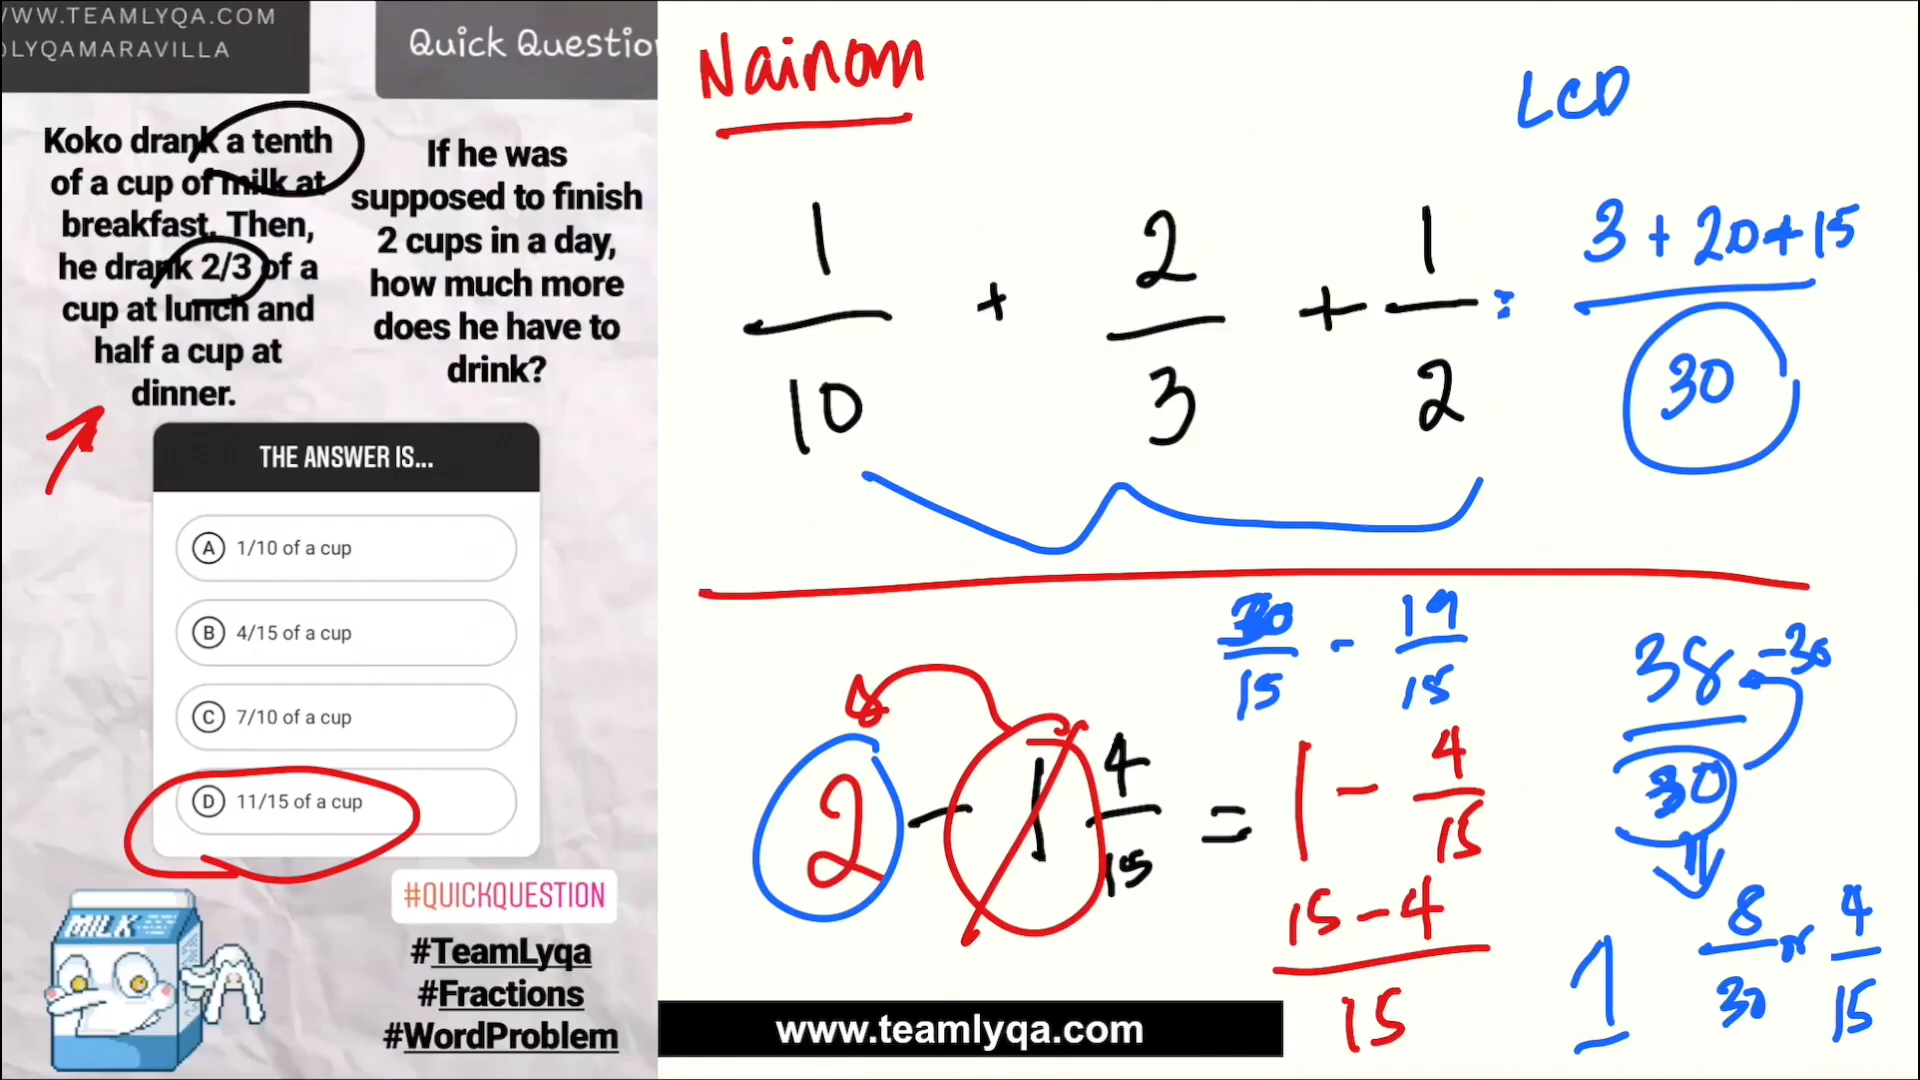 WWW.TEAMLYQA.COM
@LYQAMARAVILLA
Quick Questio
Koko drank a tenth
of a cup of milk at
breakfast. Then,
he drank 2/3 of a
cup at lunch and
half a cup at
dinner.
If he was
supposed to finish
2 cups in a day,
how much more
does he have to
drink?
THE ANSWER IS...
A 1/10 of a cup
B 4/15 of a cup
C 7/10 of a cup
D 11/15 of a cup
MILK
#QUICKQUESTION
#TeamLyqa
#Fractions
#WordProblem
Nainom
LCD
1/10 + 2/3 + 1/2 = 3 + 20 + 15 / 30
30/15 - 19/15
2 - 1 4/15 = 1 - 4/15
15 - 4 / 15
38/30 -30
1 8/30 or 4/15
www.teamlyqa.com